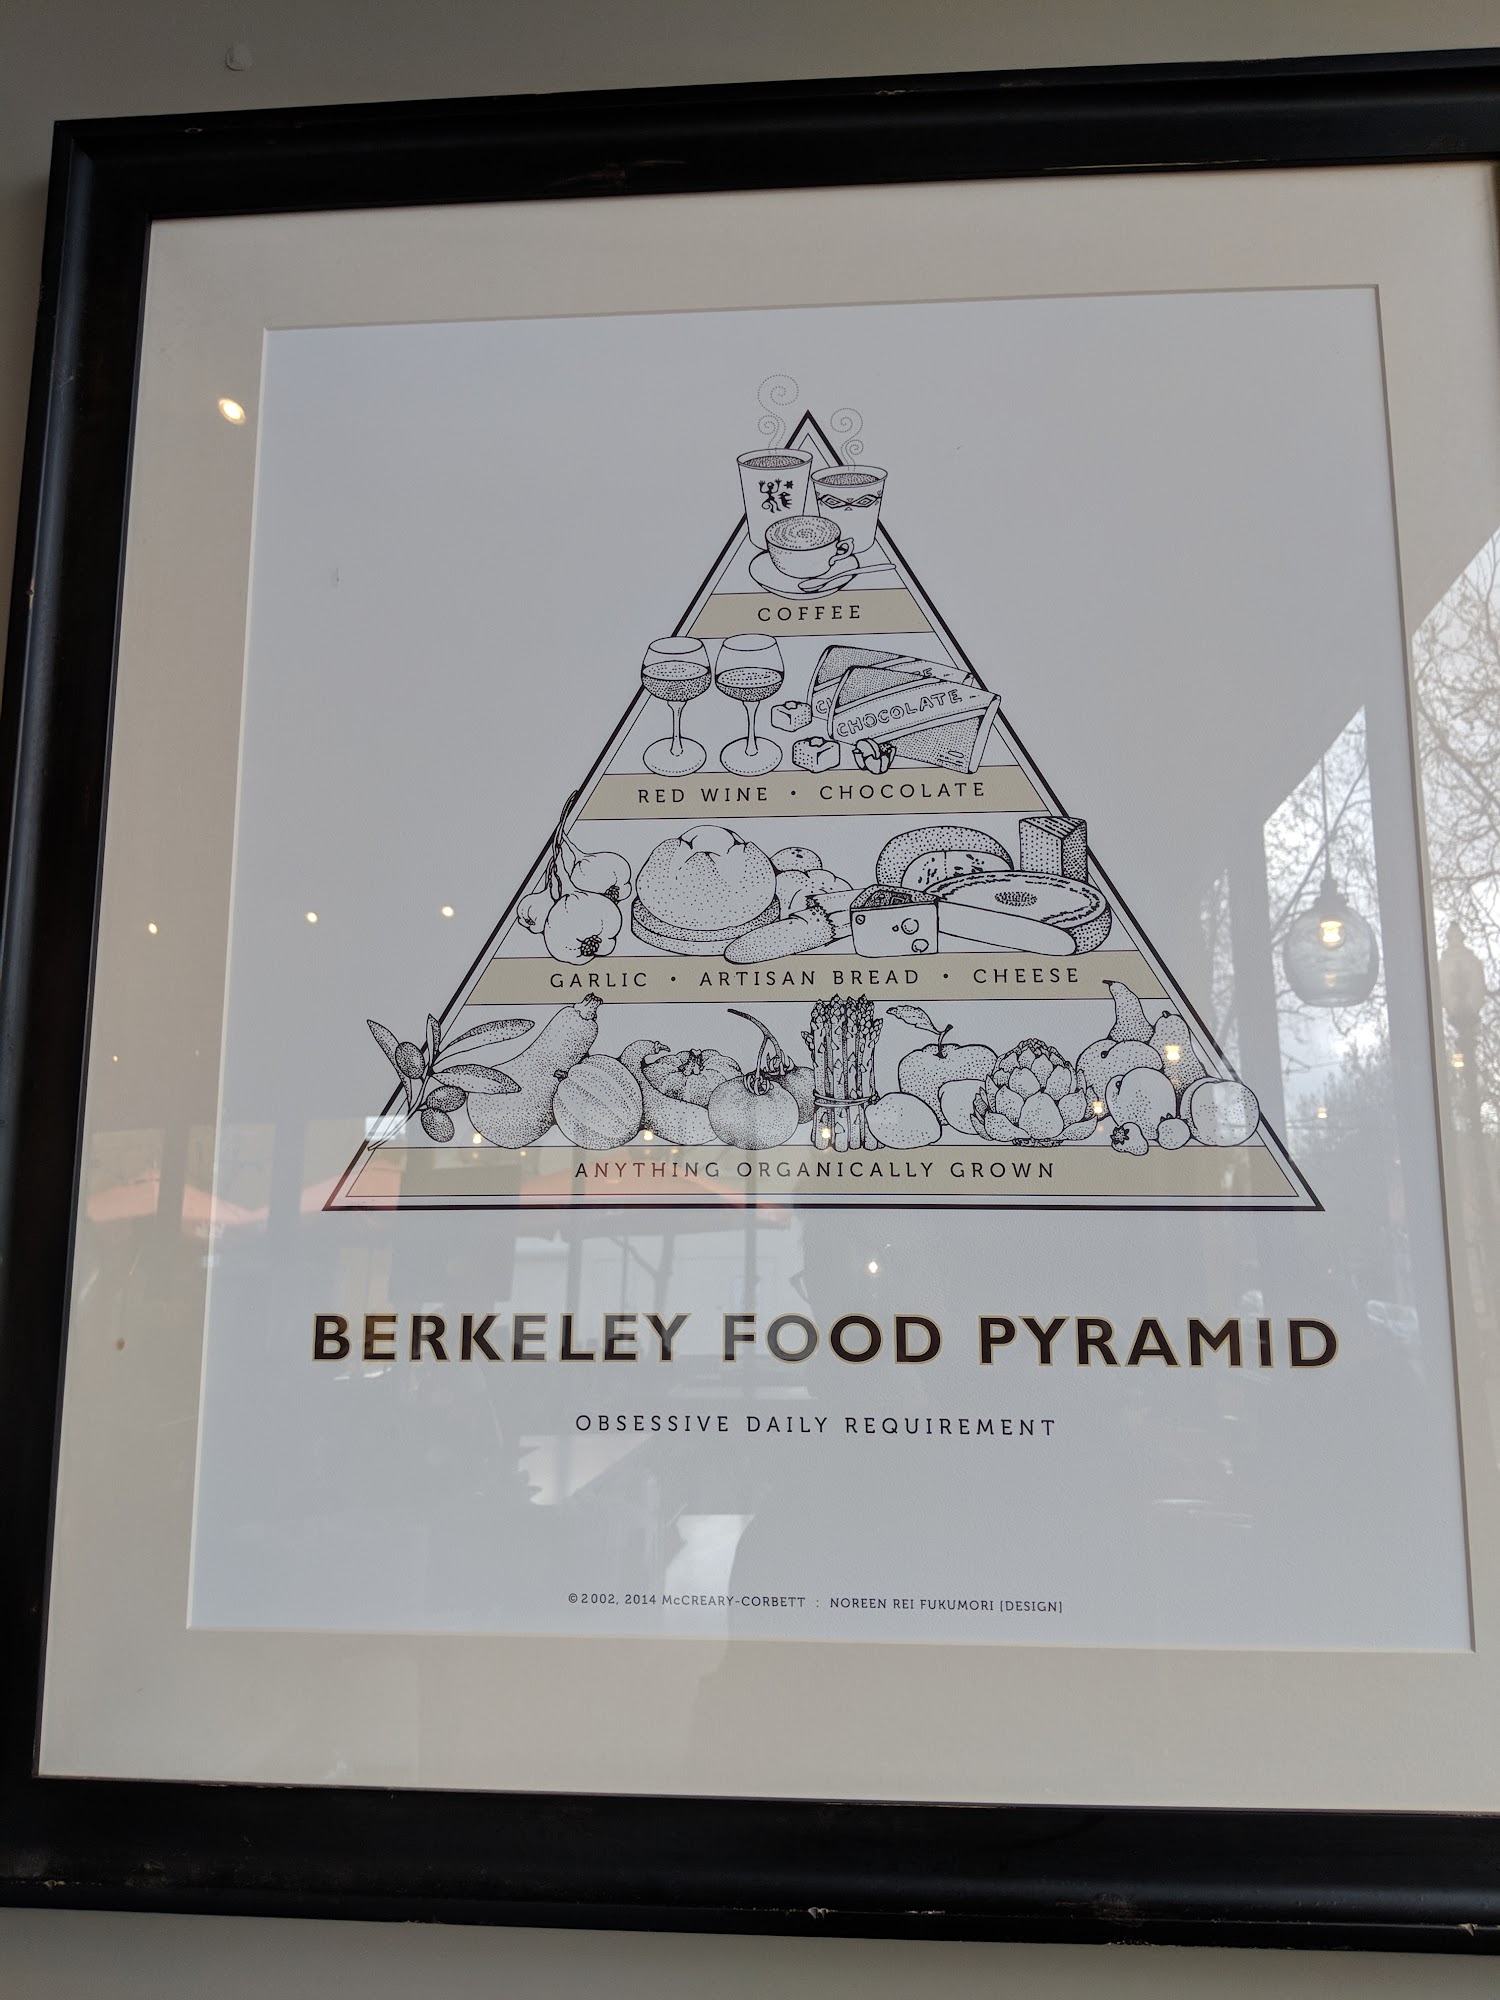 COFFEE
CHOCOLATE
RED WINE • CHOCOLATE
GARLIC • ARTISAN BREAD • CHEESE
ANYTHING ORGANICALLY GROWN
BERKELEY FOOD PYRAMID
OBSESSIVE DAILY REQUIREMENT
©2002, 2014 McCREARY-CORBETT : NOREEN REI FUKUMORI [DESIGN]